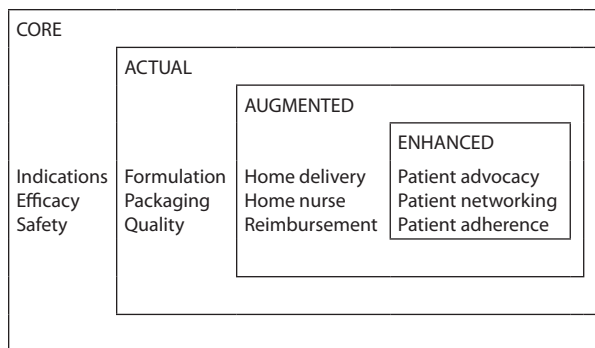 CORE
ACTUAL
AUGMENTED
ENHANCED
Indications Formulation Home delivery Patient advocacy
Efficacy Packaging Home nurse Patient networking
Safety Quality Reimbursement Patient adherence